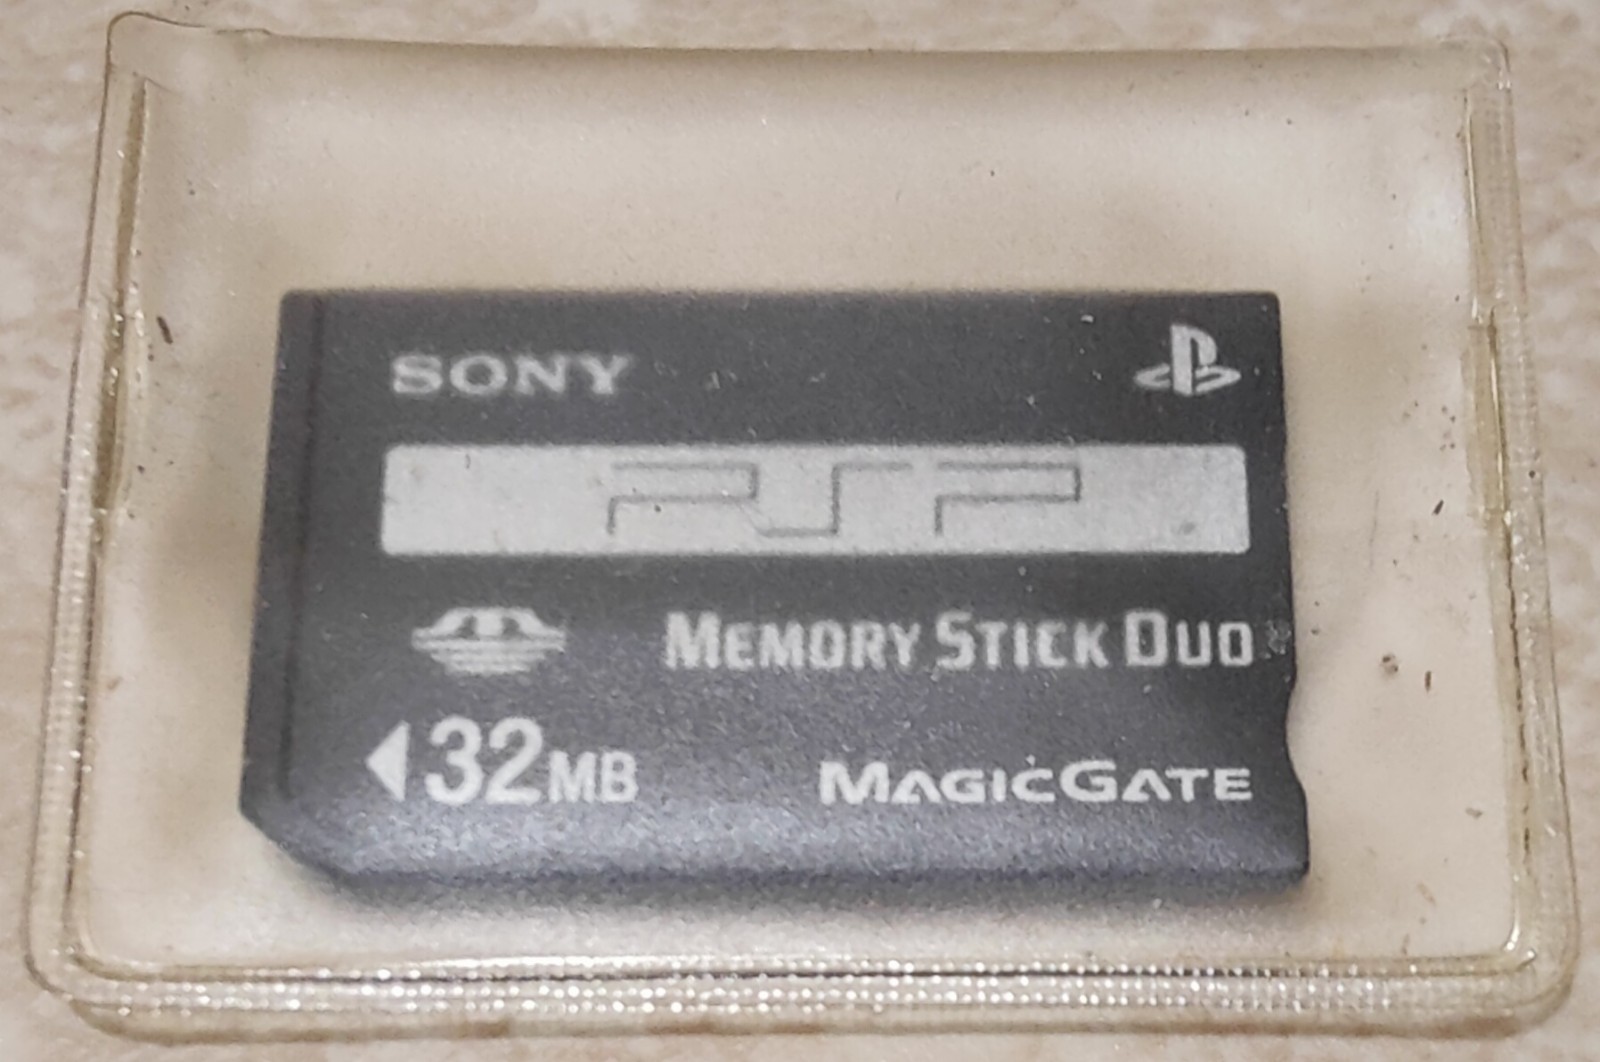 SONY
PSP
MEMORY STICK DUO
32MB
MAGICGATE